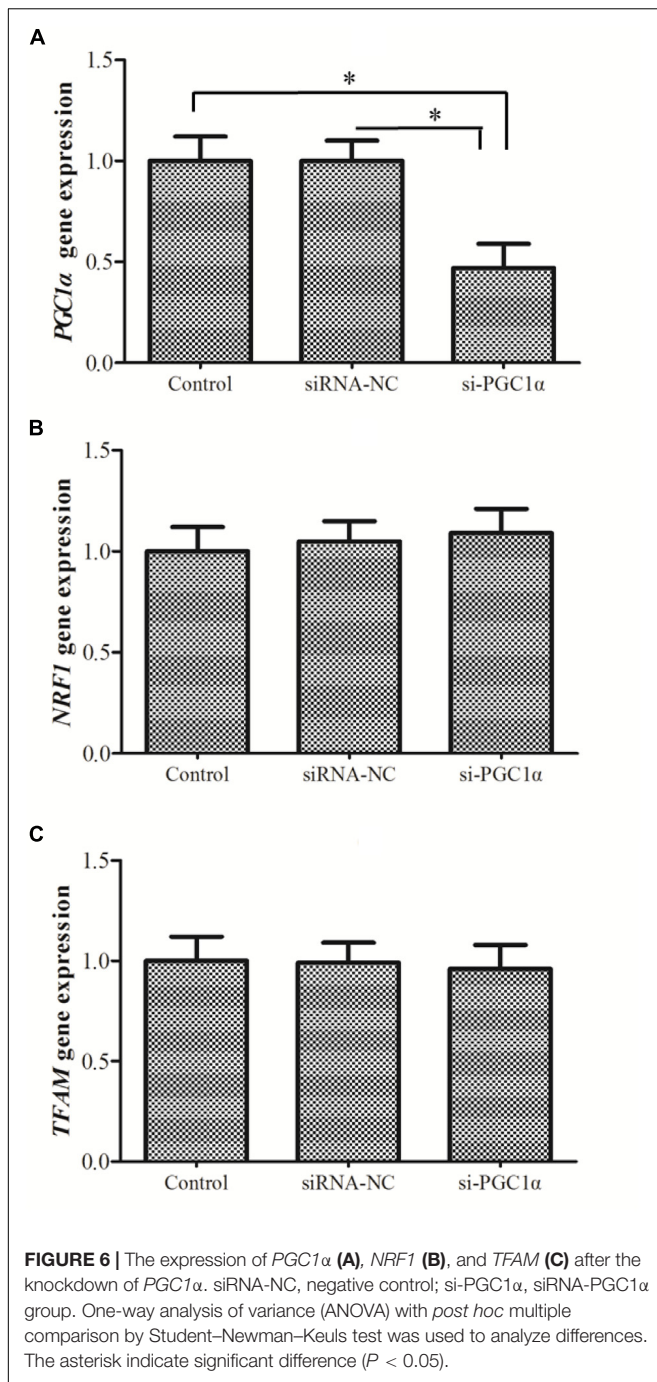 A
*
*
1.5
1.0
0.5
0.0
PGC1α gene expression
Control siRNA-NC si-PGC1α
B
1.5
1.0
0.5
0.0
NRF1 gene expression
Control siRNA-NC si-PGC1α
C
1.5
1.0
0.5
0.0
TFAM gene expression
Control siRNA-NC si-PGC1α
FIGURE 6 | The expression of PGC1α (A), NRF1 (B), and TFAM (C) after the
knockdown of PGC1α. siRNA-NC, negative control; si-PGC1α, siRNA-PGC1α
group. One-way analysis of variance (ANOVA) with post hoc multiple
comparison by Student–Newman–Keuls test was used to analyze differences.
The asterisk indicate significant difference (P < 0.05).